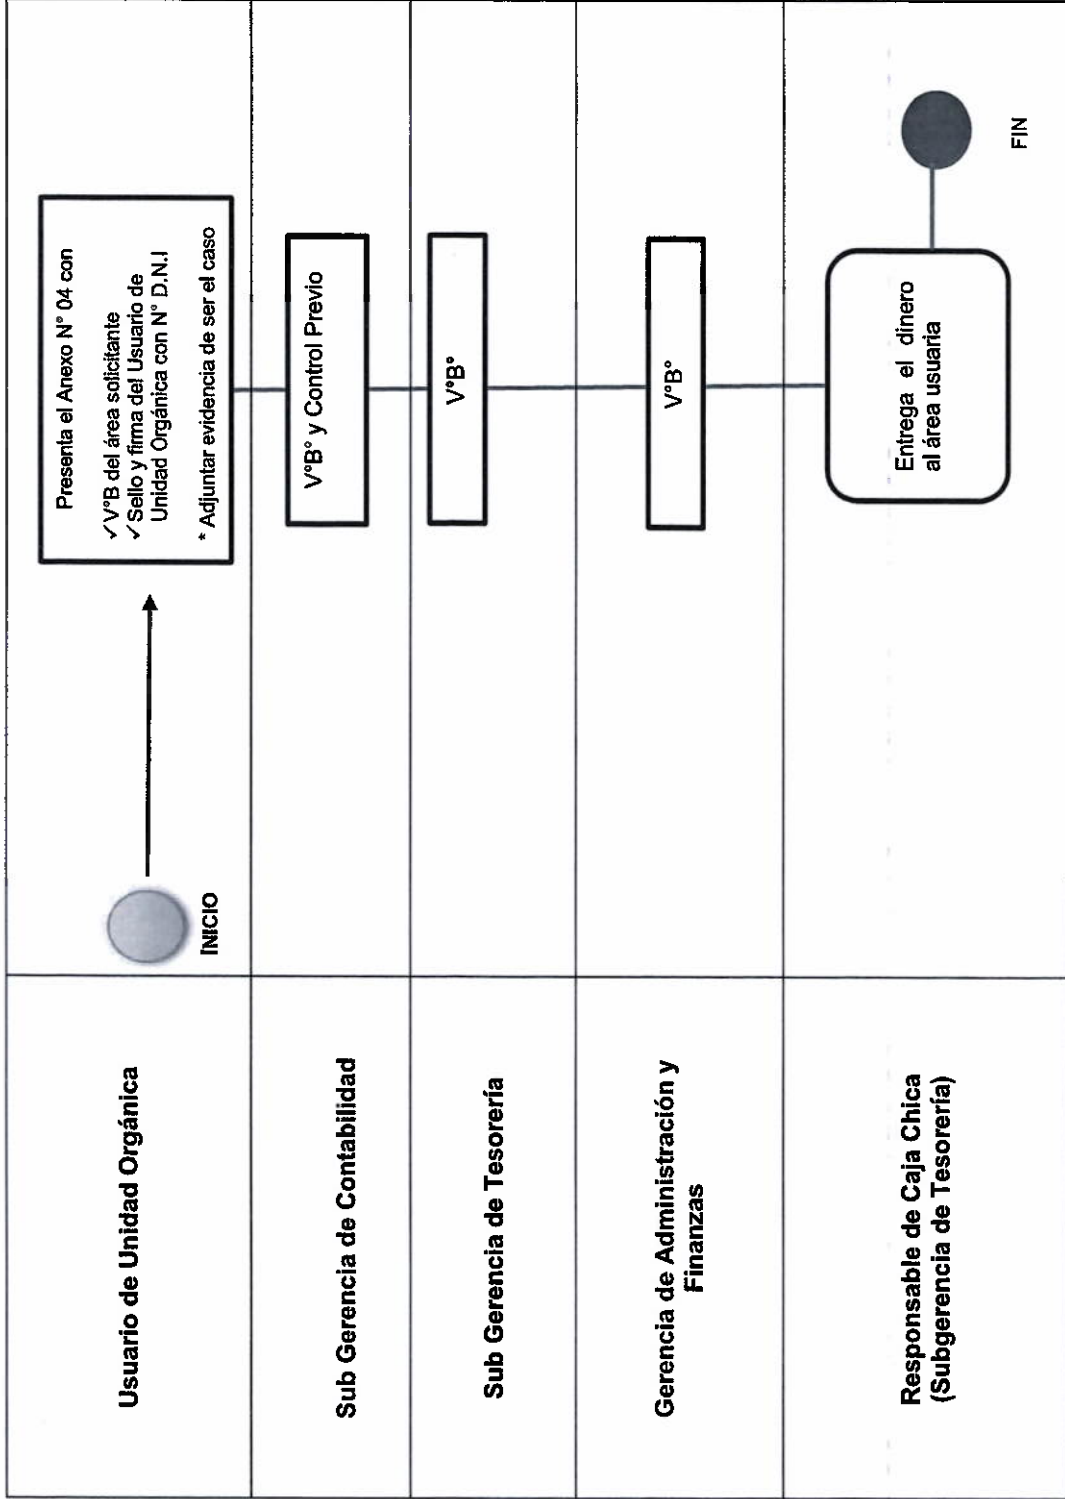 Usuario de Unidad Orgánica
INICIO
Presenta el Anexo N° 04 con
✓V°B del área solicitante
✓Sello y firma del Usuario de
Unidad Orgánica con N° D.N.I
* Adjuntar evidencia de ser el caso
Sub Gerencia de Contabilidad
V°B° y Control Previo
Sub Gerencia de Tesorería
V°B°
Gerencia de Administración y
Finanzas
V°B°
Responsable de Caja Chica
(Subgerencia de Tesorería)
Entrega el dinero
al área usuaria
FIN